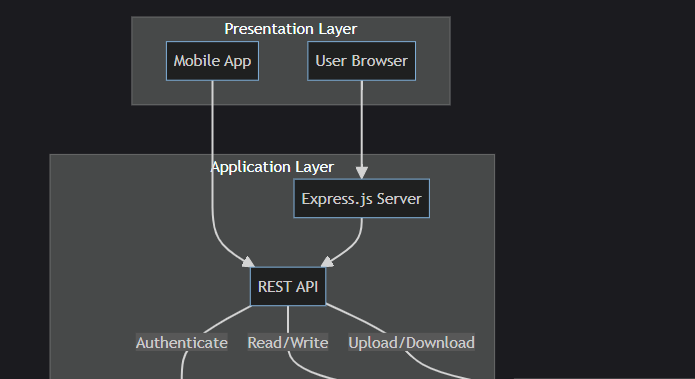 Presentation Layer
Mobile App
User Browser
Application Layer
Express.js Server
REST API
Authenticate
Read/Write
Upload/Download